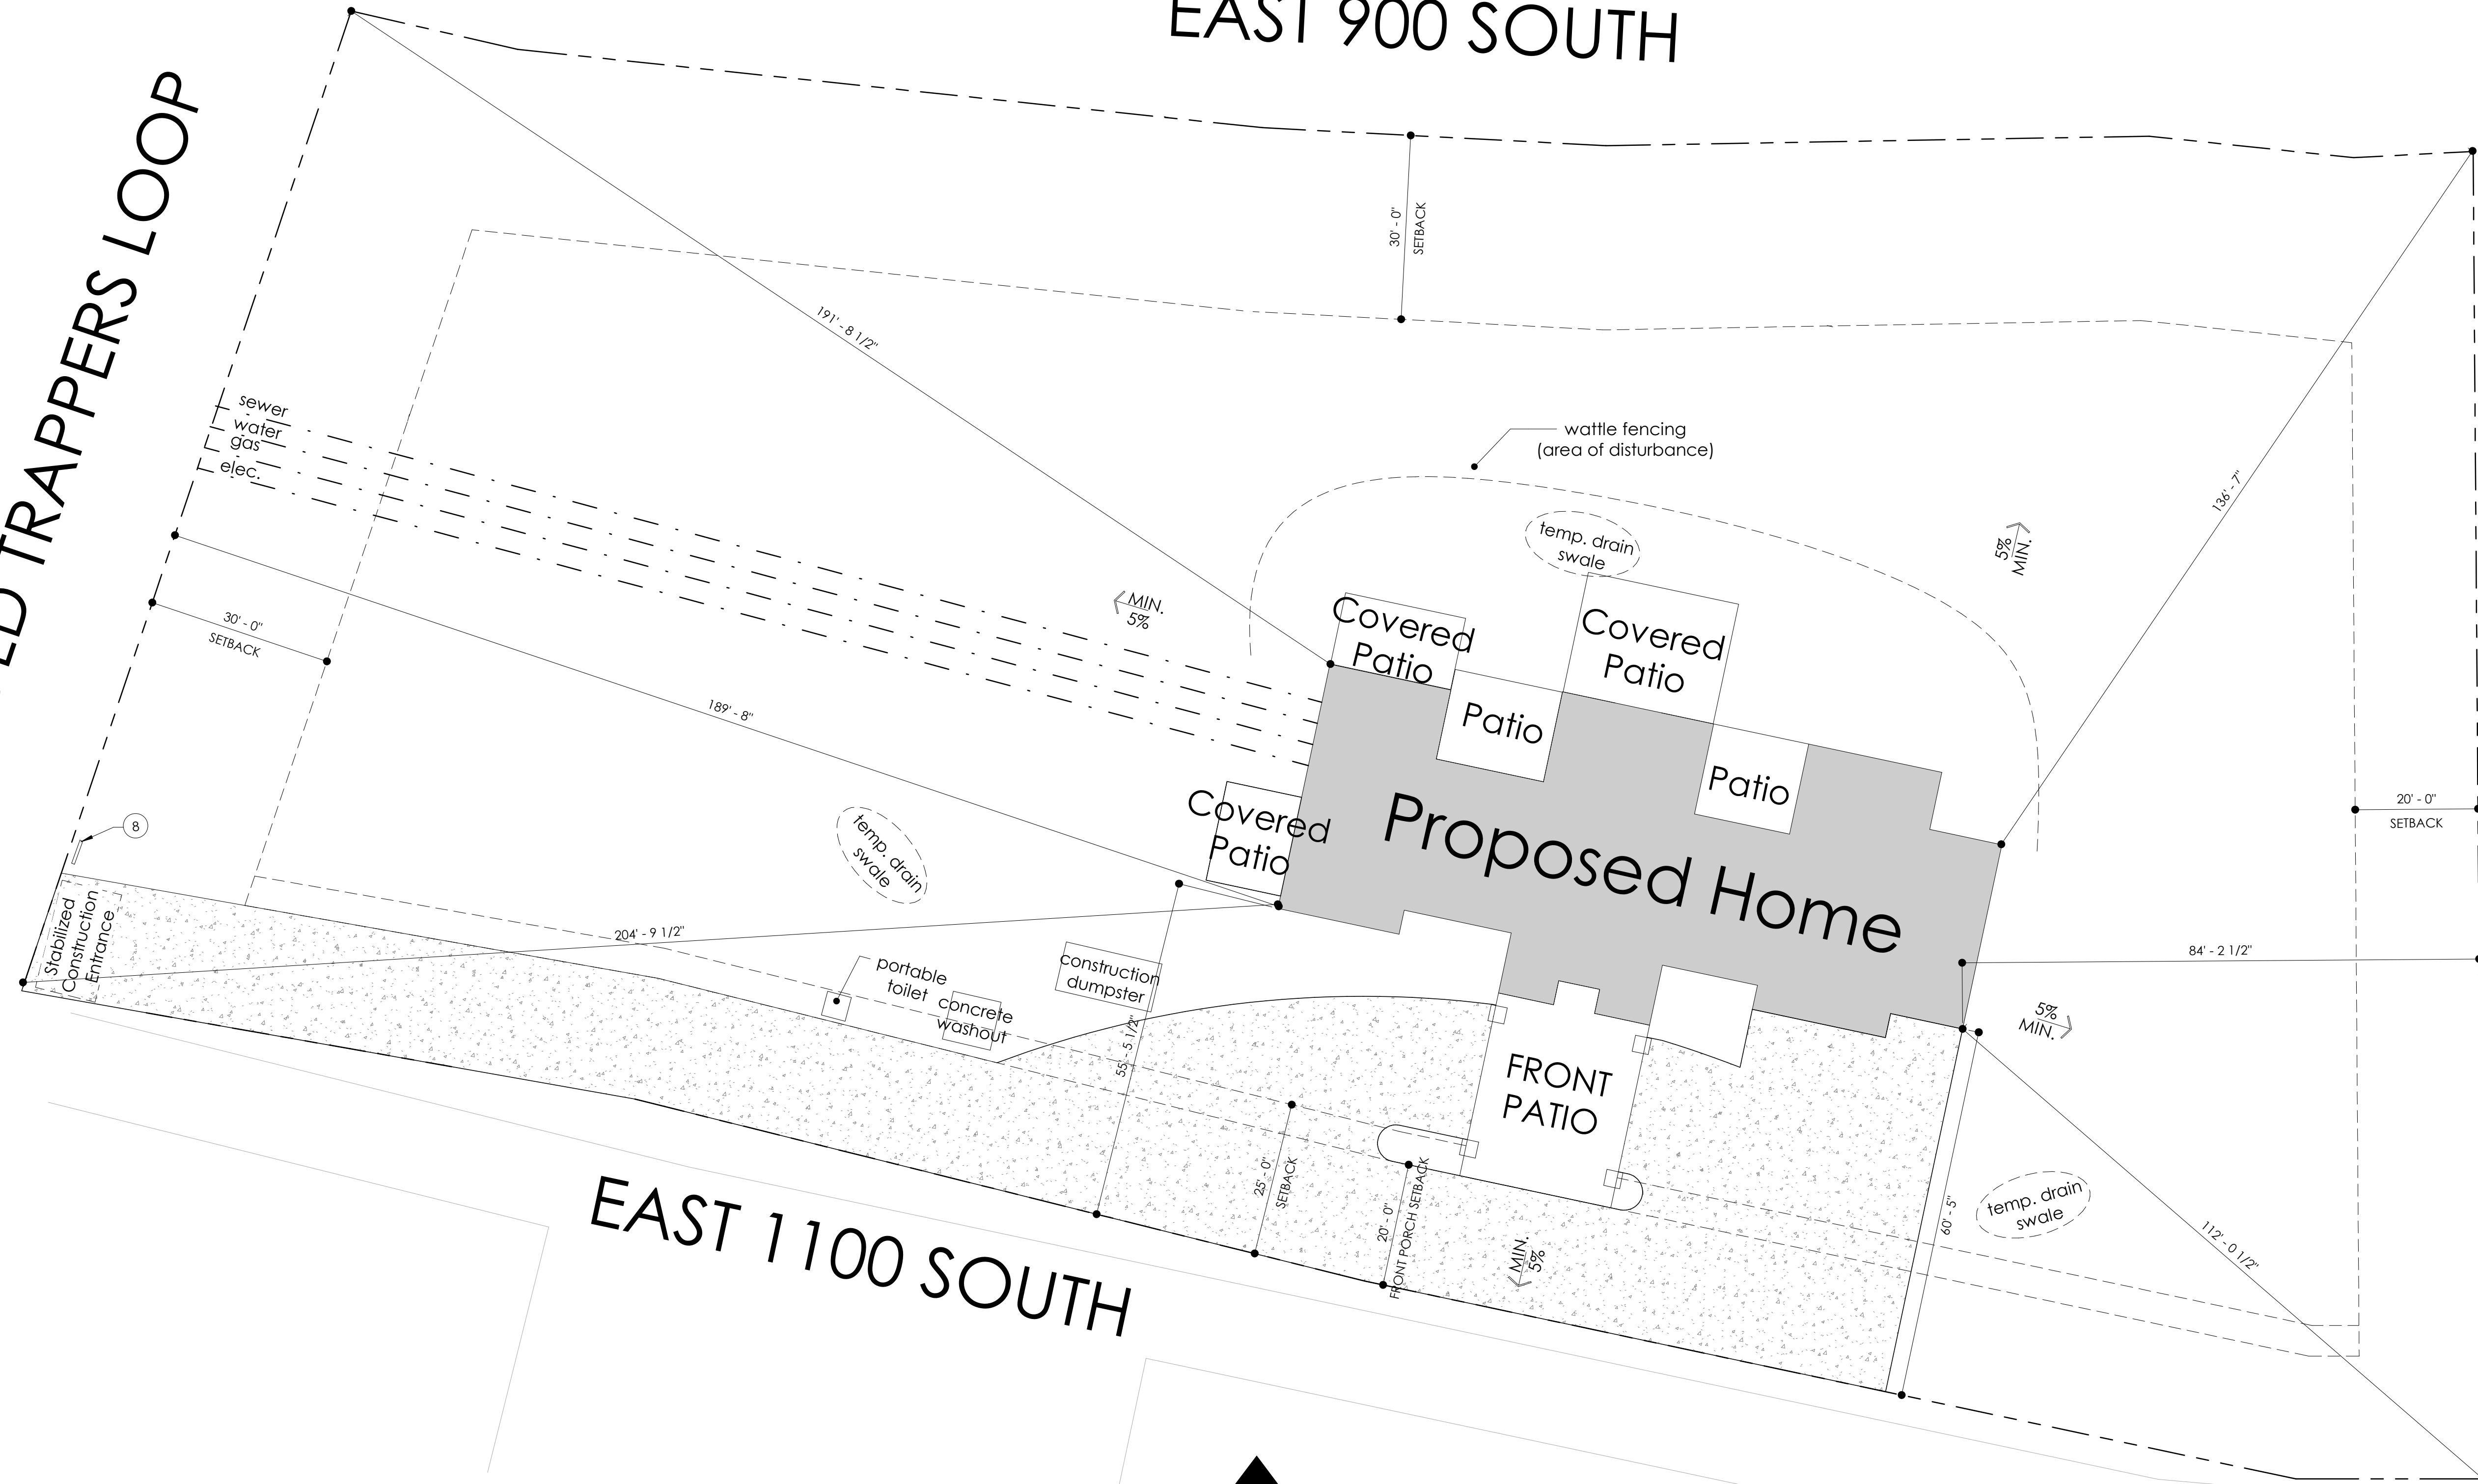 EAST 900 SOUTH
TRAPPERS LOOP
30' - 0"
SETBACK
191' - 8 1/2"
sewer
water
gas
elec.
wattle fencing
(area of disturbance)
136' - 7"
temp. drain
swale
5%
MIN.
MIN.
5%
Covered
Patio
Covered
Patio
30' - 0"
SETBACK
189' - 8"
Patio
Patio
20' - 0"
SETBACK
8
Covered
Patio
temp. drain
swale
Proposed Home
Stabilized
Construction
Entrance
204' - 9 1/2"
84' - 2 1/2"
portable
toilet
concrete
washout
construction
dumpster
55' - 5 1/2"
5%
MIN.
FRONT
PATIO
25' - 0"
SETBACK
20' - 0"
FRONT PORCH SETBACK
MIN.
5%
60' - 5"
temp. drain
swale
112' - 0 1/2"
EAST 1100 SOUTH